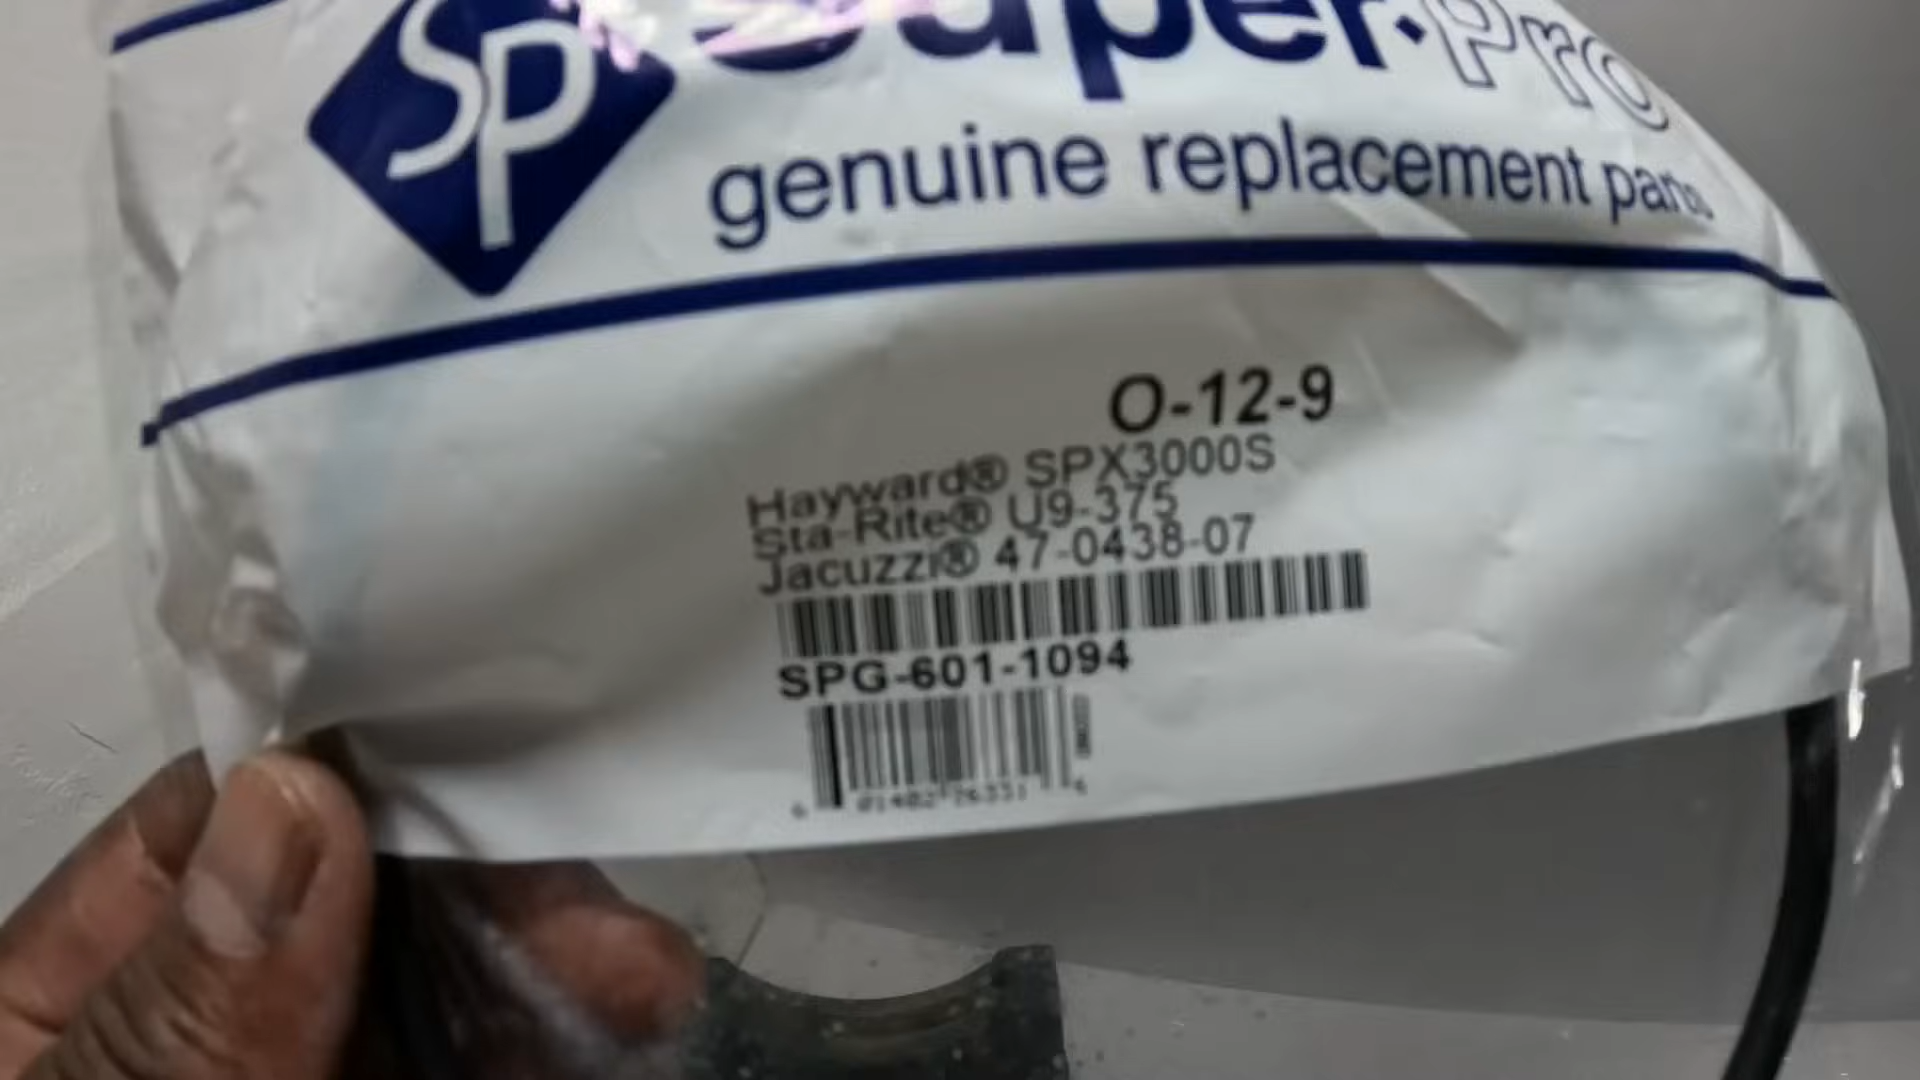 SP Super-Pro
genuine replacement parts
O-12-9
Hayward® SPX3000S
Sta-Rite® U9-375
Jacuzzi® 47-0438-07
SPG-601-1094